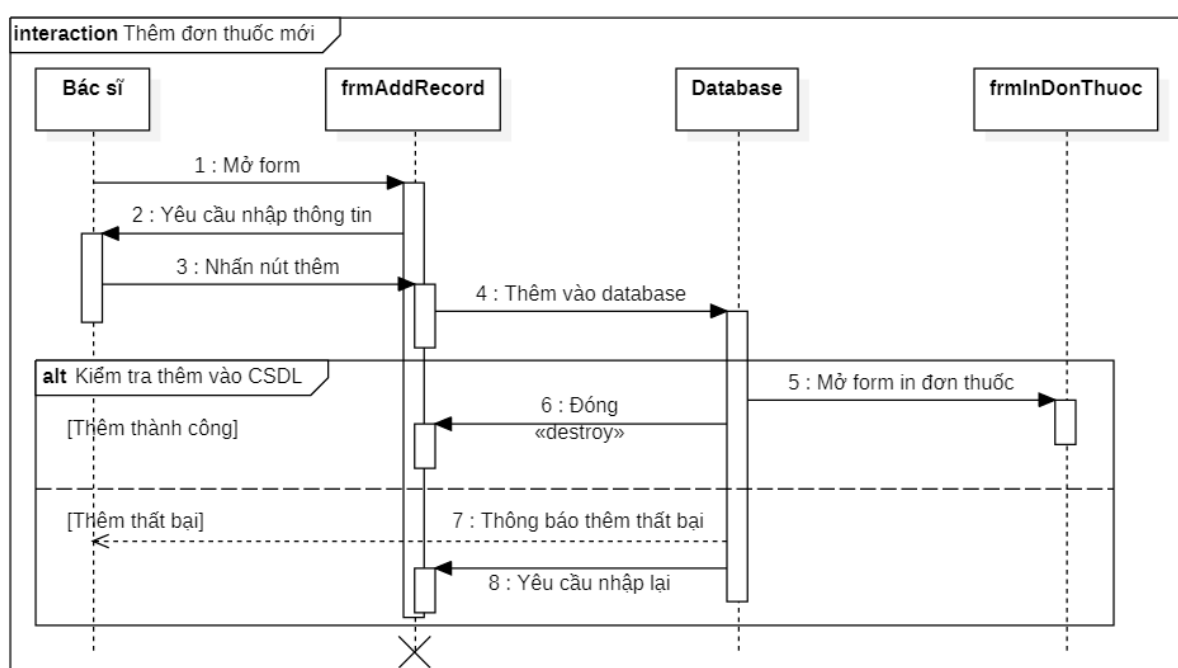 interaction Thêm đơn thuốc mới
Bác sĩ
frmAddRecord
Database
frmInDonThuoc
1 : Mở form
2 : Yêu cầu nhập thông tin
3 : Nhấn nút thêm
4 : Thêm vào database
alt Kiểm tra thêm vào CSDL
5 : Mở form in đơn thuốc
6 : Đóng
«destroy»
[Thêm thành công]
[Thêm thất bại]
7 : Thông báo thêm thất bại
8 : Yêu cầu nhập lại